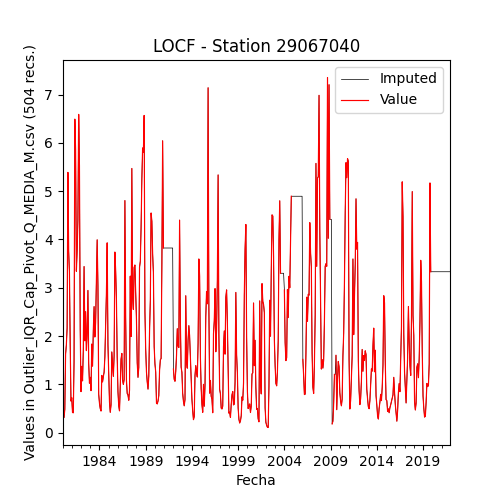 LOCF - Station 29067040
Imputed
Value
Values in Outlier_IQR_Cap_Pivot_Q_MEDIA_M.csv (504 recs.)
7
6
5
4
3
2
1
0
1984 1989 1994 1999 2004 2009 2014 2019
Fecha